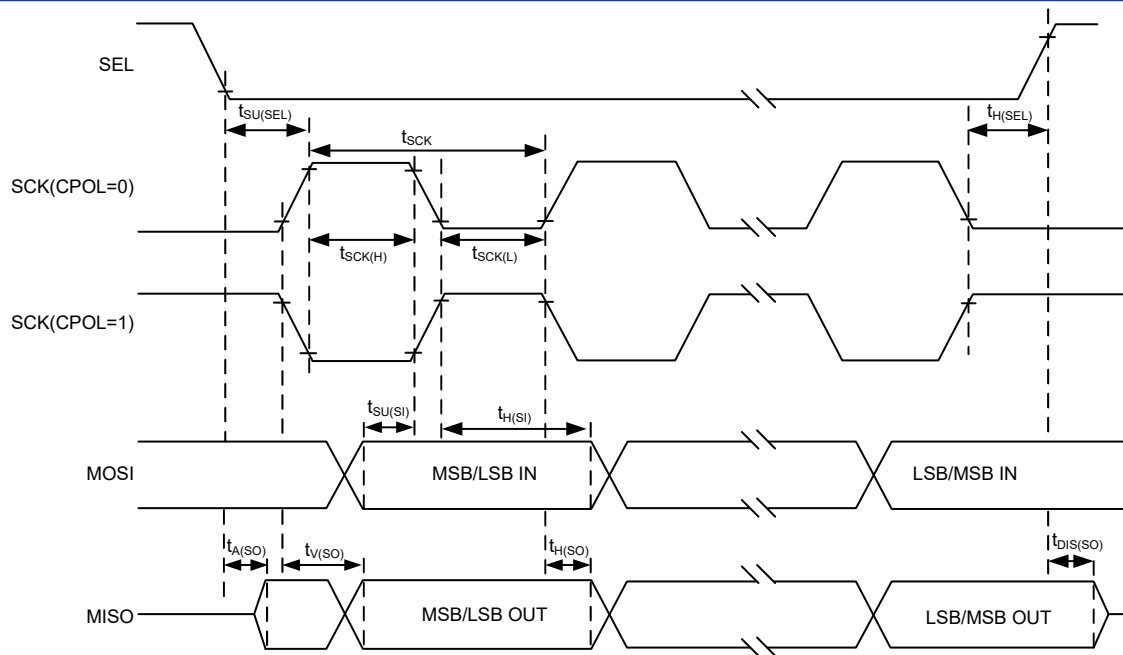 SEL
tSU(SEL)
tH(SEL)
tSCK
SCK(CPOL=0)
tSCK(H)
tSCK(L)
SCK(CPOL=1)
tSU(SI)
tH(SI)
MOSI
MSB/LSB IN
LSB/MSB IN
tA(SO)
tV(SO)
tH(SO)
tDIS(SO)
MISO
MSB/LSB OUT
LSB/MSB OUT